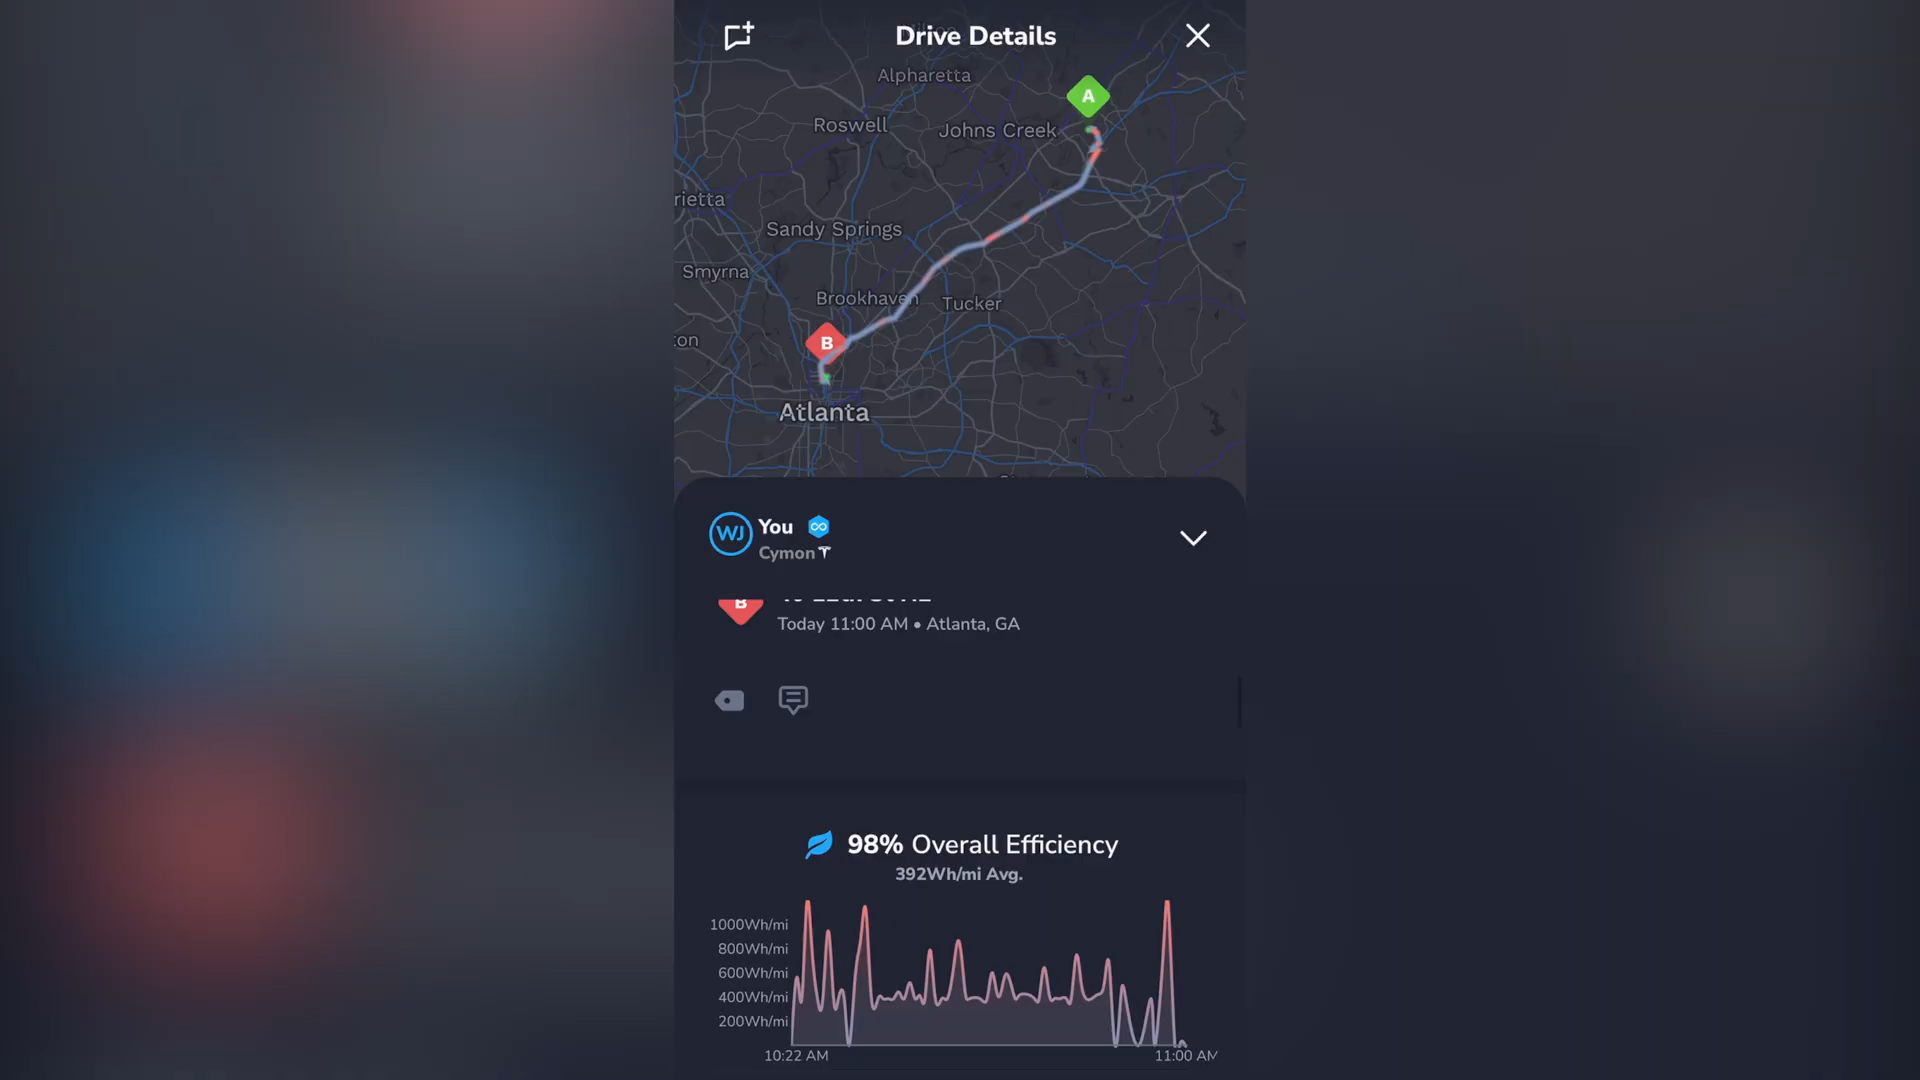 Drive Details
Alpharetta
A
Roswell
Johns Creek
rietta
Sandy Springs
Smyrna
Brookhaven
Tucker
ton
B
Atlanta
WJ
You
Cymon
B
Today 11:00 AM • Atlanta, GA
98% Overall Efficiency
392Wh/mi Avg.
1000Wh/mi
800Wh/mi
600Wh/mi
400Wh/mi
200Wh/mi
10:22 AM
11:00 AM